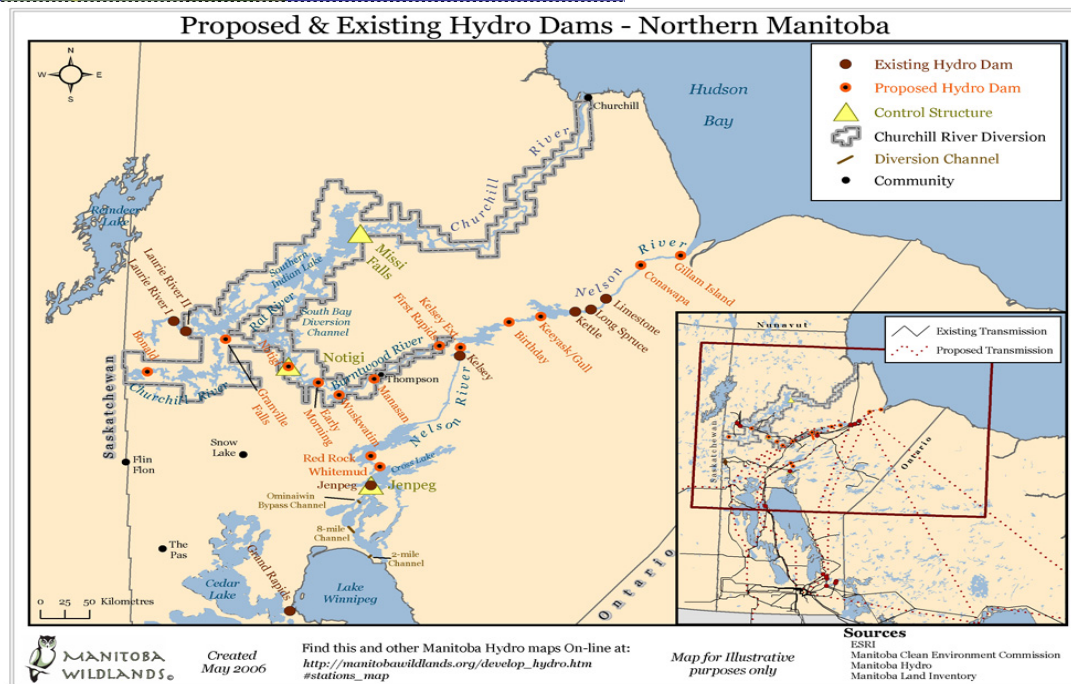 Proposed & Existing Hydro Dams - Northern Manitoba
N
W
E
S
Existing Hydro Dam
Proposed Hydro Dam
Control Structure
Churchill River Diversion
Diversion Channel
Community
Hudson
Bay
Churchill
Churchill River
Reindeer
Lake
Missi
Falls
Southern
Indian Lake
Laurie River II
Laurie River I
Rat River
South Bay
Diversion
Channel
Nelson River
Gillam Island
Conawapa
Limestone
Long Spruce
Kettle
Keeyask/Gull
Birthday
Kelsey Ext.
First Rapids
Kelsey
Bonald
Notigi
Notigi
Burntwood River
Thompson
Churchill River
Granville
Falls
Early
Morning
Wuskwatim
Manasan
Nelson River
Saskatchewan
Snow
Lake
Flin
Flon
Red Rock
Whitemud
Cross Lake
Jenpeg
Jenpeg
Ominaiwin
Bypass Channel
8-mile
Channel
2-mile
Channel
The
Pas
Grand Rapids
Cedar
Lake
Lake
Winnipeg
Ontario
0 25 50 Kilometres
Nunavut
Existing Transmission
Proposed Transmission
Saskatchewan
Ontario
MANITOBA
WILDLANDS©
Created
May 2006
Find this and other Manitoba Hydro maps On-line at:
http://manitobawildlands.org/develop_hydro.htm
#stations_map
Map for Illustrative
purposes only
Sources
ESRI
Manitoba Clean Environment Commission
Manitoba Hydro
Manitoba Land Inventory